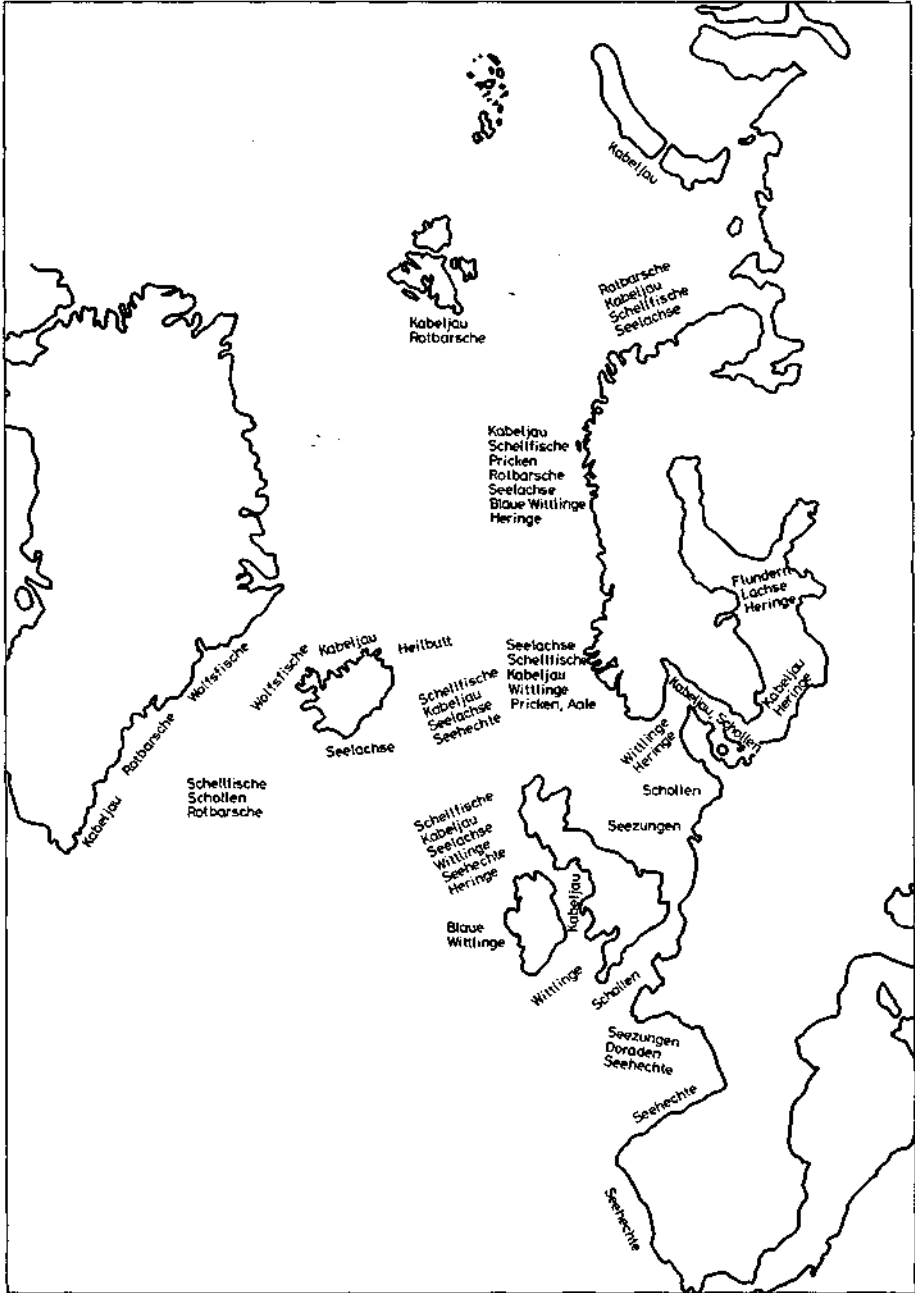 Kabeljau
Kabeljau
Rotbarsche
Rotbarsche
Kabeljau
Schellfische
Seelachse
Kabeljau
Schellfische
Pricken
Rotbarsche
Seelachse
Blaue Wittlinge
Heringe
Flundern
Lachse
Heringe
Wolfsfische
Wolfsfische
Kabeljau
Heilbutt
Seelachse
Seelachse
Schellfische
Kabeljau
Wittlinge
Pricken, Aale
Schellfische
Kabeljau
Seelachse
Seehechte
Kabeljau, Schollen
Kabeljau
Heringe
Wittlinge
Heringe
Rotbarsche
Kabeljau
Schellfische
Schollen
Rotbarsche
Schollen
Seezungen
Schellfische
Kabeljau
Seelachse
Wittlinge
Seehechte
Heringe
Kabeljau
Blaue
Wittlinge
Wittlinge
Schollen
Seezungen
Doraden
Seehechte
Seehechte
Seehechte